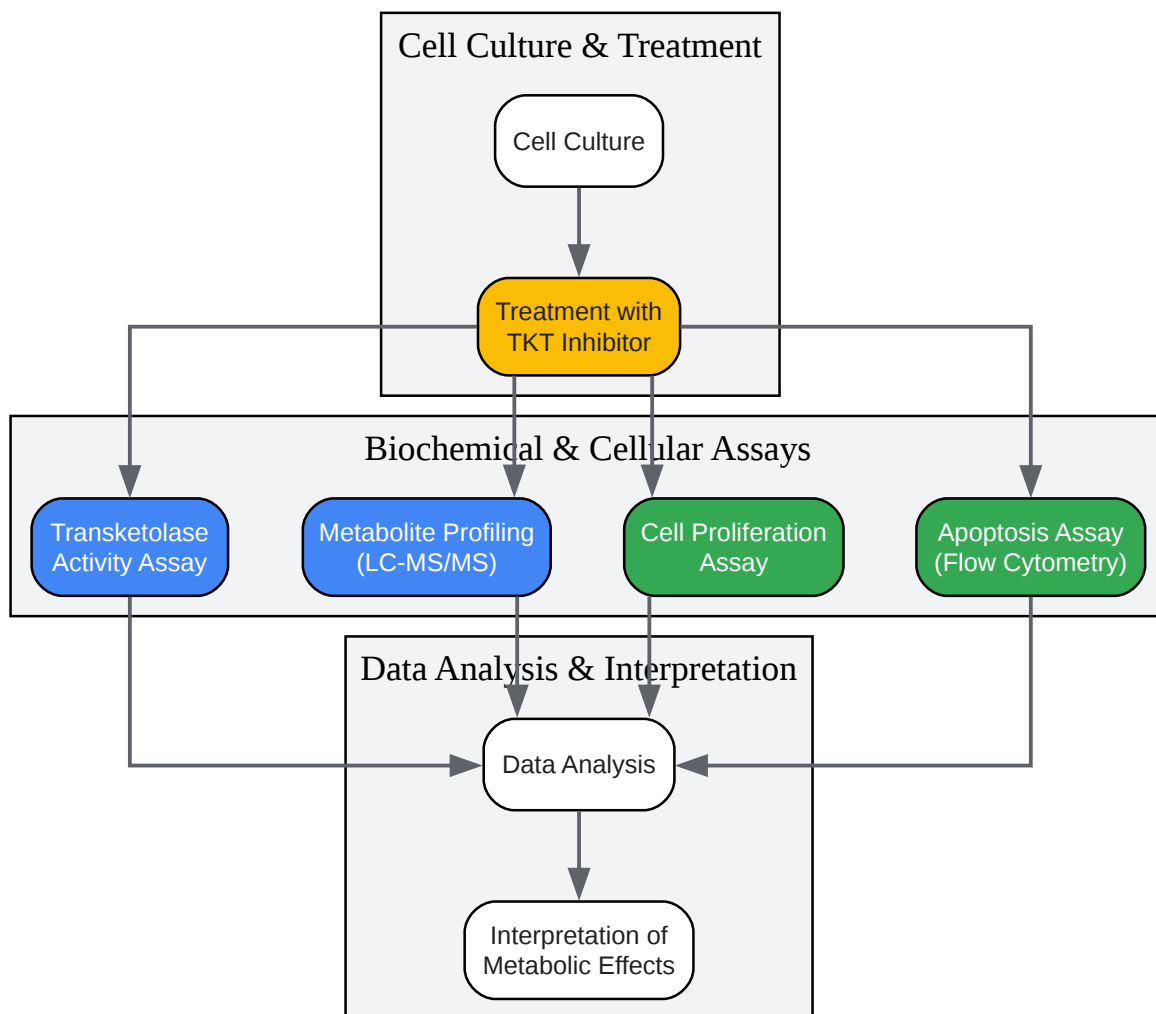 Cell Culture & Treatment
Cell Culture
Treatment with
TKT Inhibitor
Biochemical & Cellular Assays
Transketolase
Activity Assay
Metabolite Profiling
(LC-MS/MS)
Cell Proliferation
Assay
Apoptosis Assay
(Flow Cytometry)
Data Analysis & Interpretation
Data Analysis
Interpretation of
Metabolic Effects